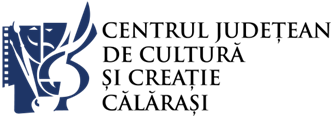 CENTRUL JUDEȚEAN
DE CULTURĂ
ȘI CREAȚIE
CĂLĂRAȘI